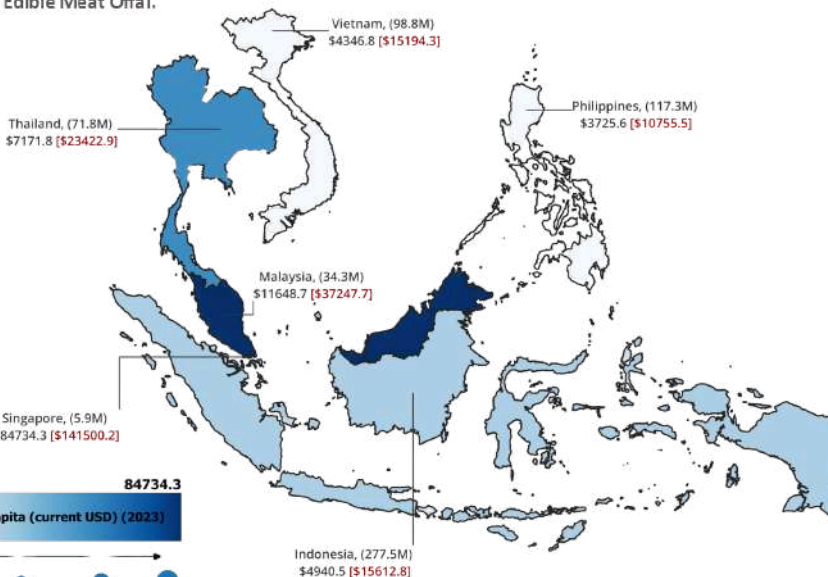 Edible Meat Offal.
Vietnam, (98.8M)
$4346.8 [$15194.3]
Philippines, (117.3M)
$3725.6 [$10755.5]
Thailand, (71.8M)
$7171.8 [$23422.9]
Malaysia, (34.3M)
$11648.7 [$37247.7]
Singapore, (5.9M)
84734.3 [$141500.2]
84734.3
(current USD) (2023)
Indonesia, (277.5M)
$4940.5 [$15612.8]